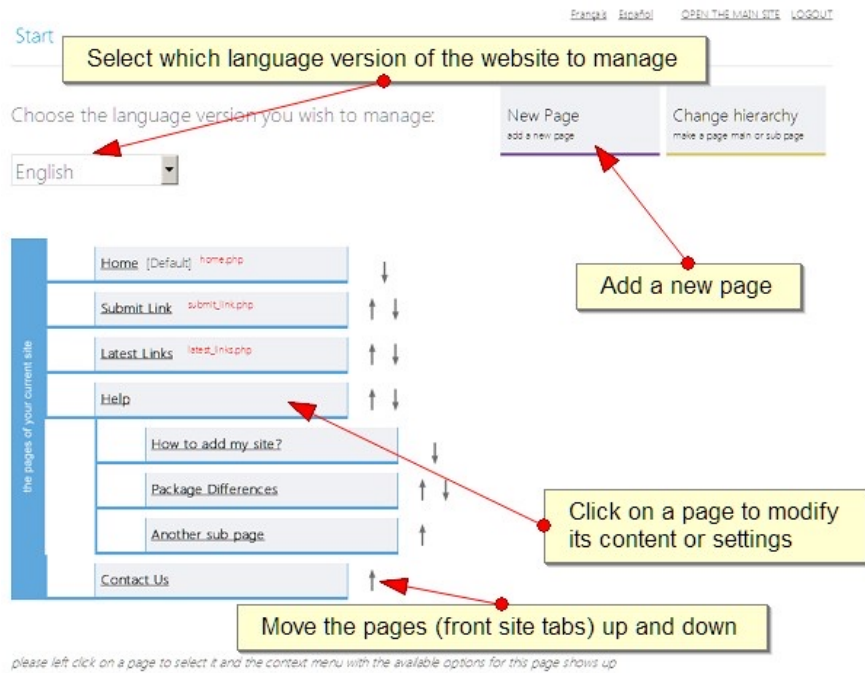 Français Español OPEN THE MAIN SITE LOGOUT
Start
Select which language version of the website to manage
Choose the language version you wish to manage:
New Page
add a new page
Change hierarchy
make a page main or sub page
English
Add a new page
the pages of your current site
Home [Default] home.php
Submit Link submit_link.php
Latest Links latest_links.php
Help
How to add my site?
Package Differences
Another sub page
Click on a page to modify
its content or settings
Contact Us
Move the pages (front site tabs) up and down
please left click on a page to select it and the context menu with the available options for this page shows up